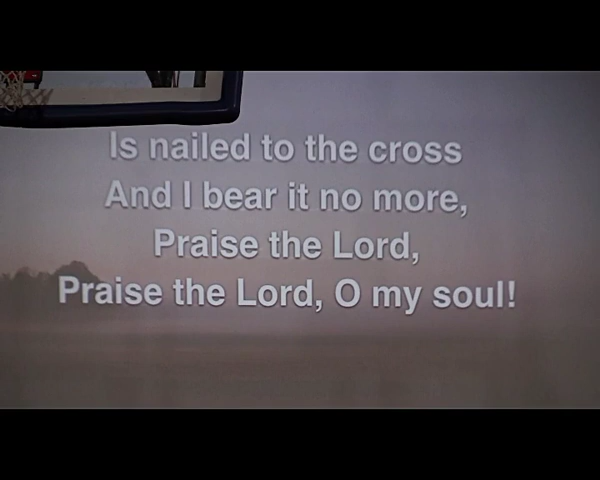 Is nailed to the cross
And I bear it no more,
Praise the Lord,
Praise the Lord, O my soul!